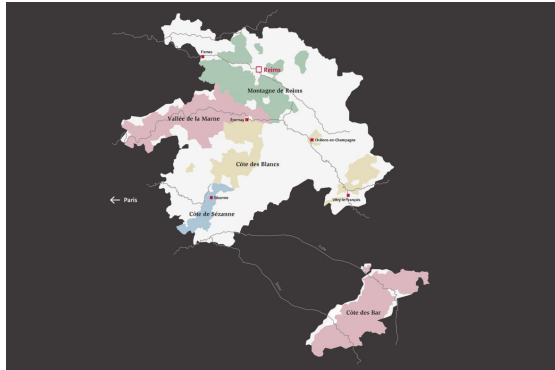 Fismes
Reims
Montagne de Reims
Vallée de la Marne
Épernay
Châlons-en-Champagne
Côte des Blancs
Sézanne
Vitry-le-François
← Paris
Côte de Sézanne
Côte des Bar